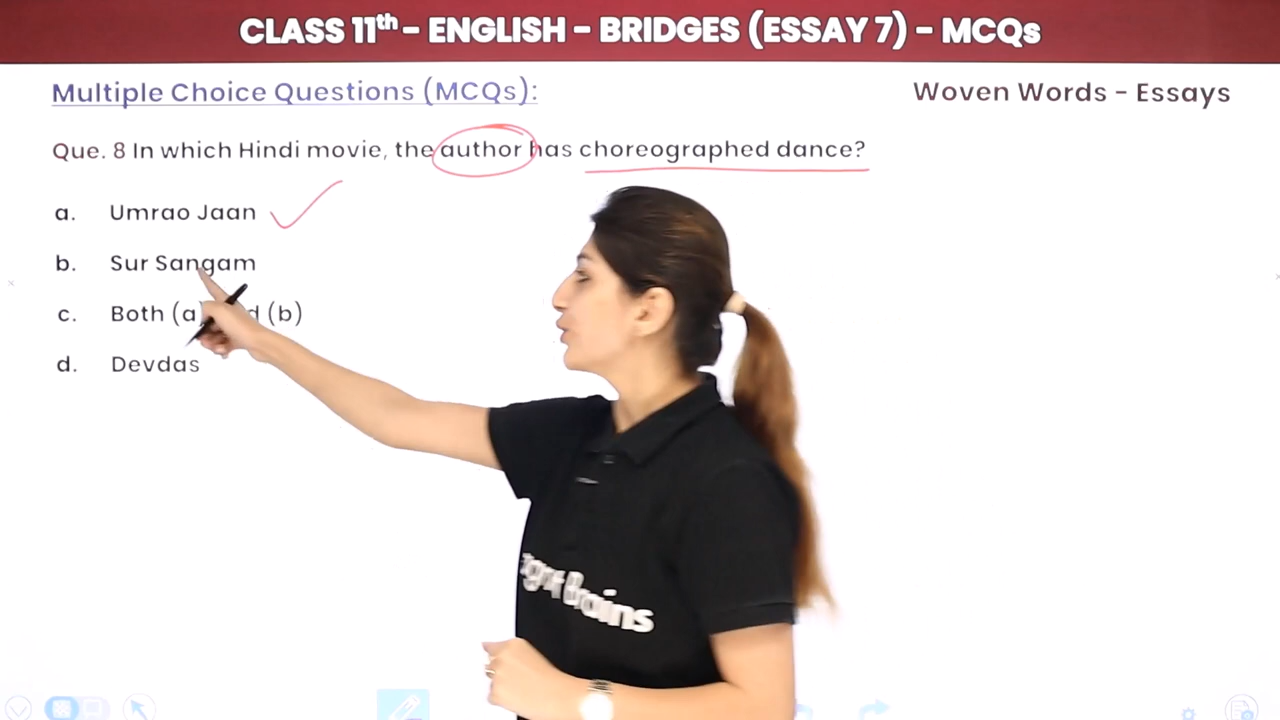 CLASS 11th - ENGLISH - BRIDGES (ESSAY 7) - MCQs
Multiple Choice Questions (MCQs):
Woven Words - Essays
Que. 8 In which Hindi movie, the author has choreographed dance?
a. Umrao Jaan
b. Sur Sangam
c. Both (a) d (b)
d. Devdas
Brains